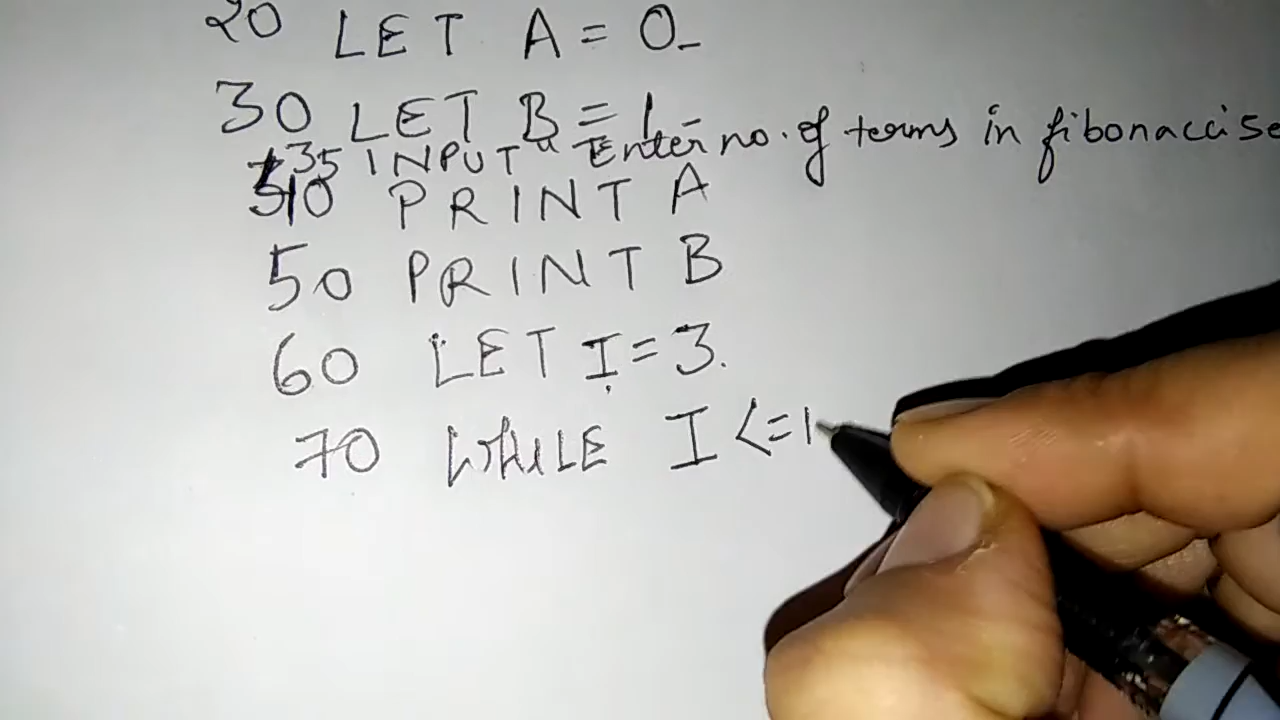 20 LET A = 0
30 LET B = 1
35 INPUT " Enter no. of terms in fibonacci se
40 PRINT A
50 PRINT B
60 LET I = 3
70 WHILE I <=